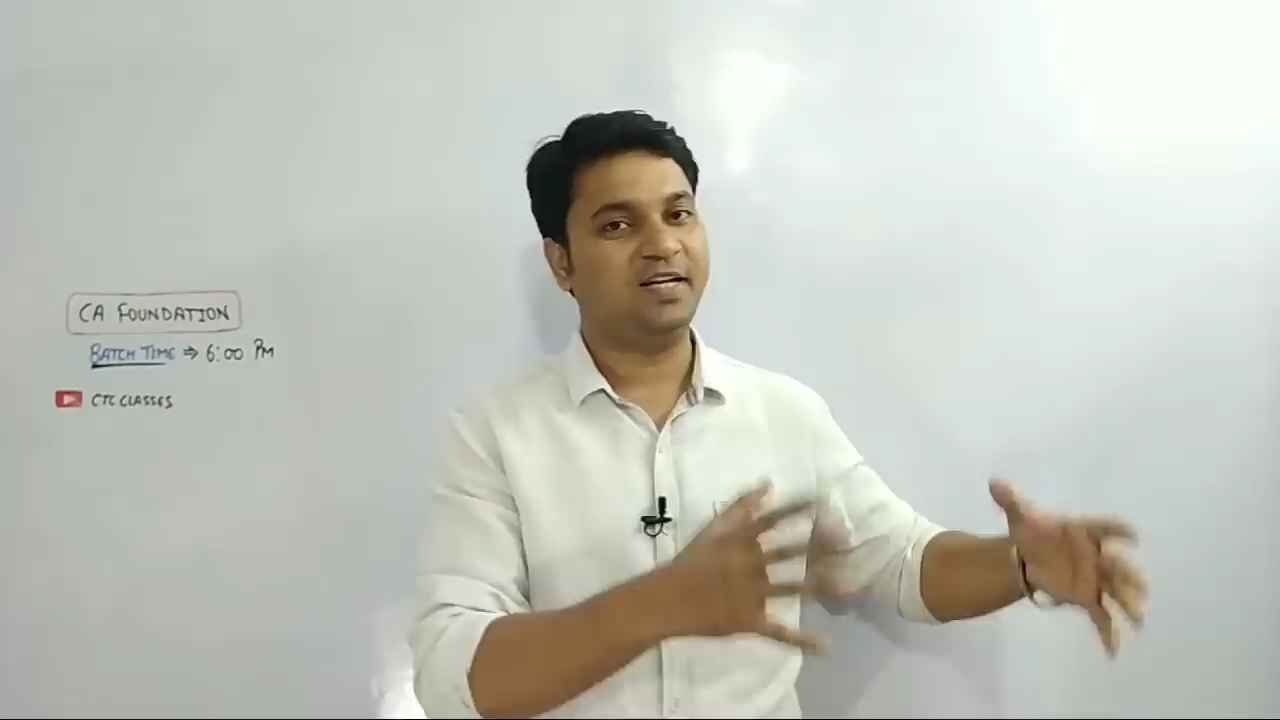 CA FOUNDATION
BATCH TIME ⇒ 6:00 PM
CTC CLASSES